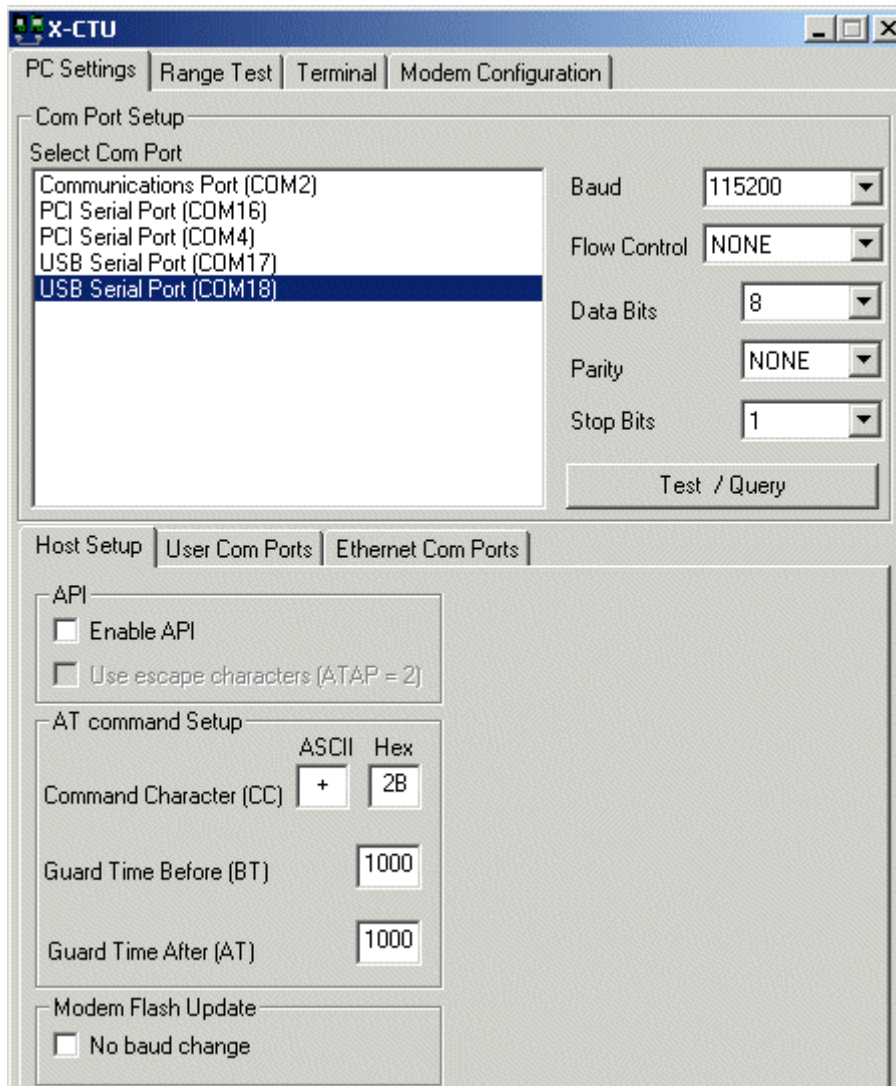 X-CTU
PC Settings Range Test Terminal Modem Configuration
Com Port Setup
Select Com Port
Communications Port (COM2)
PCI Serial Port (COM16)
PCI Serial Port (COM4)
USB Serial Port (COM17)
USB Serial Port (COM18)
Baud 115200
Flow Control NONE
Data Bits 8
Parity NONE
Stop Bits 1
Test / Query
Host Setup User Com Ports Ethernet Com Ports
API
Enable API
Use escape characters (ATAP = 2)
AT command Setup
ASCII Hex
Command Character (CC) + 2B
Guard Time Before (BT) 1000
Guard Time After (AT) 1000
Modem Flash Update
No baud change